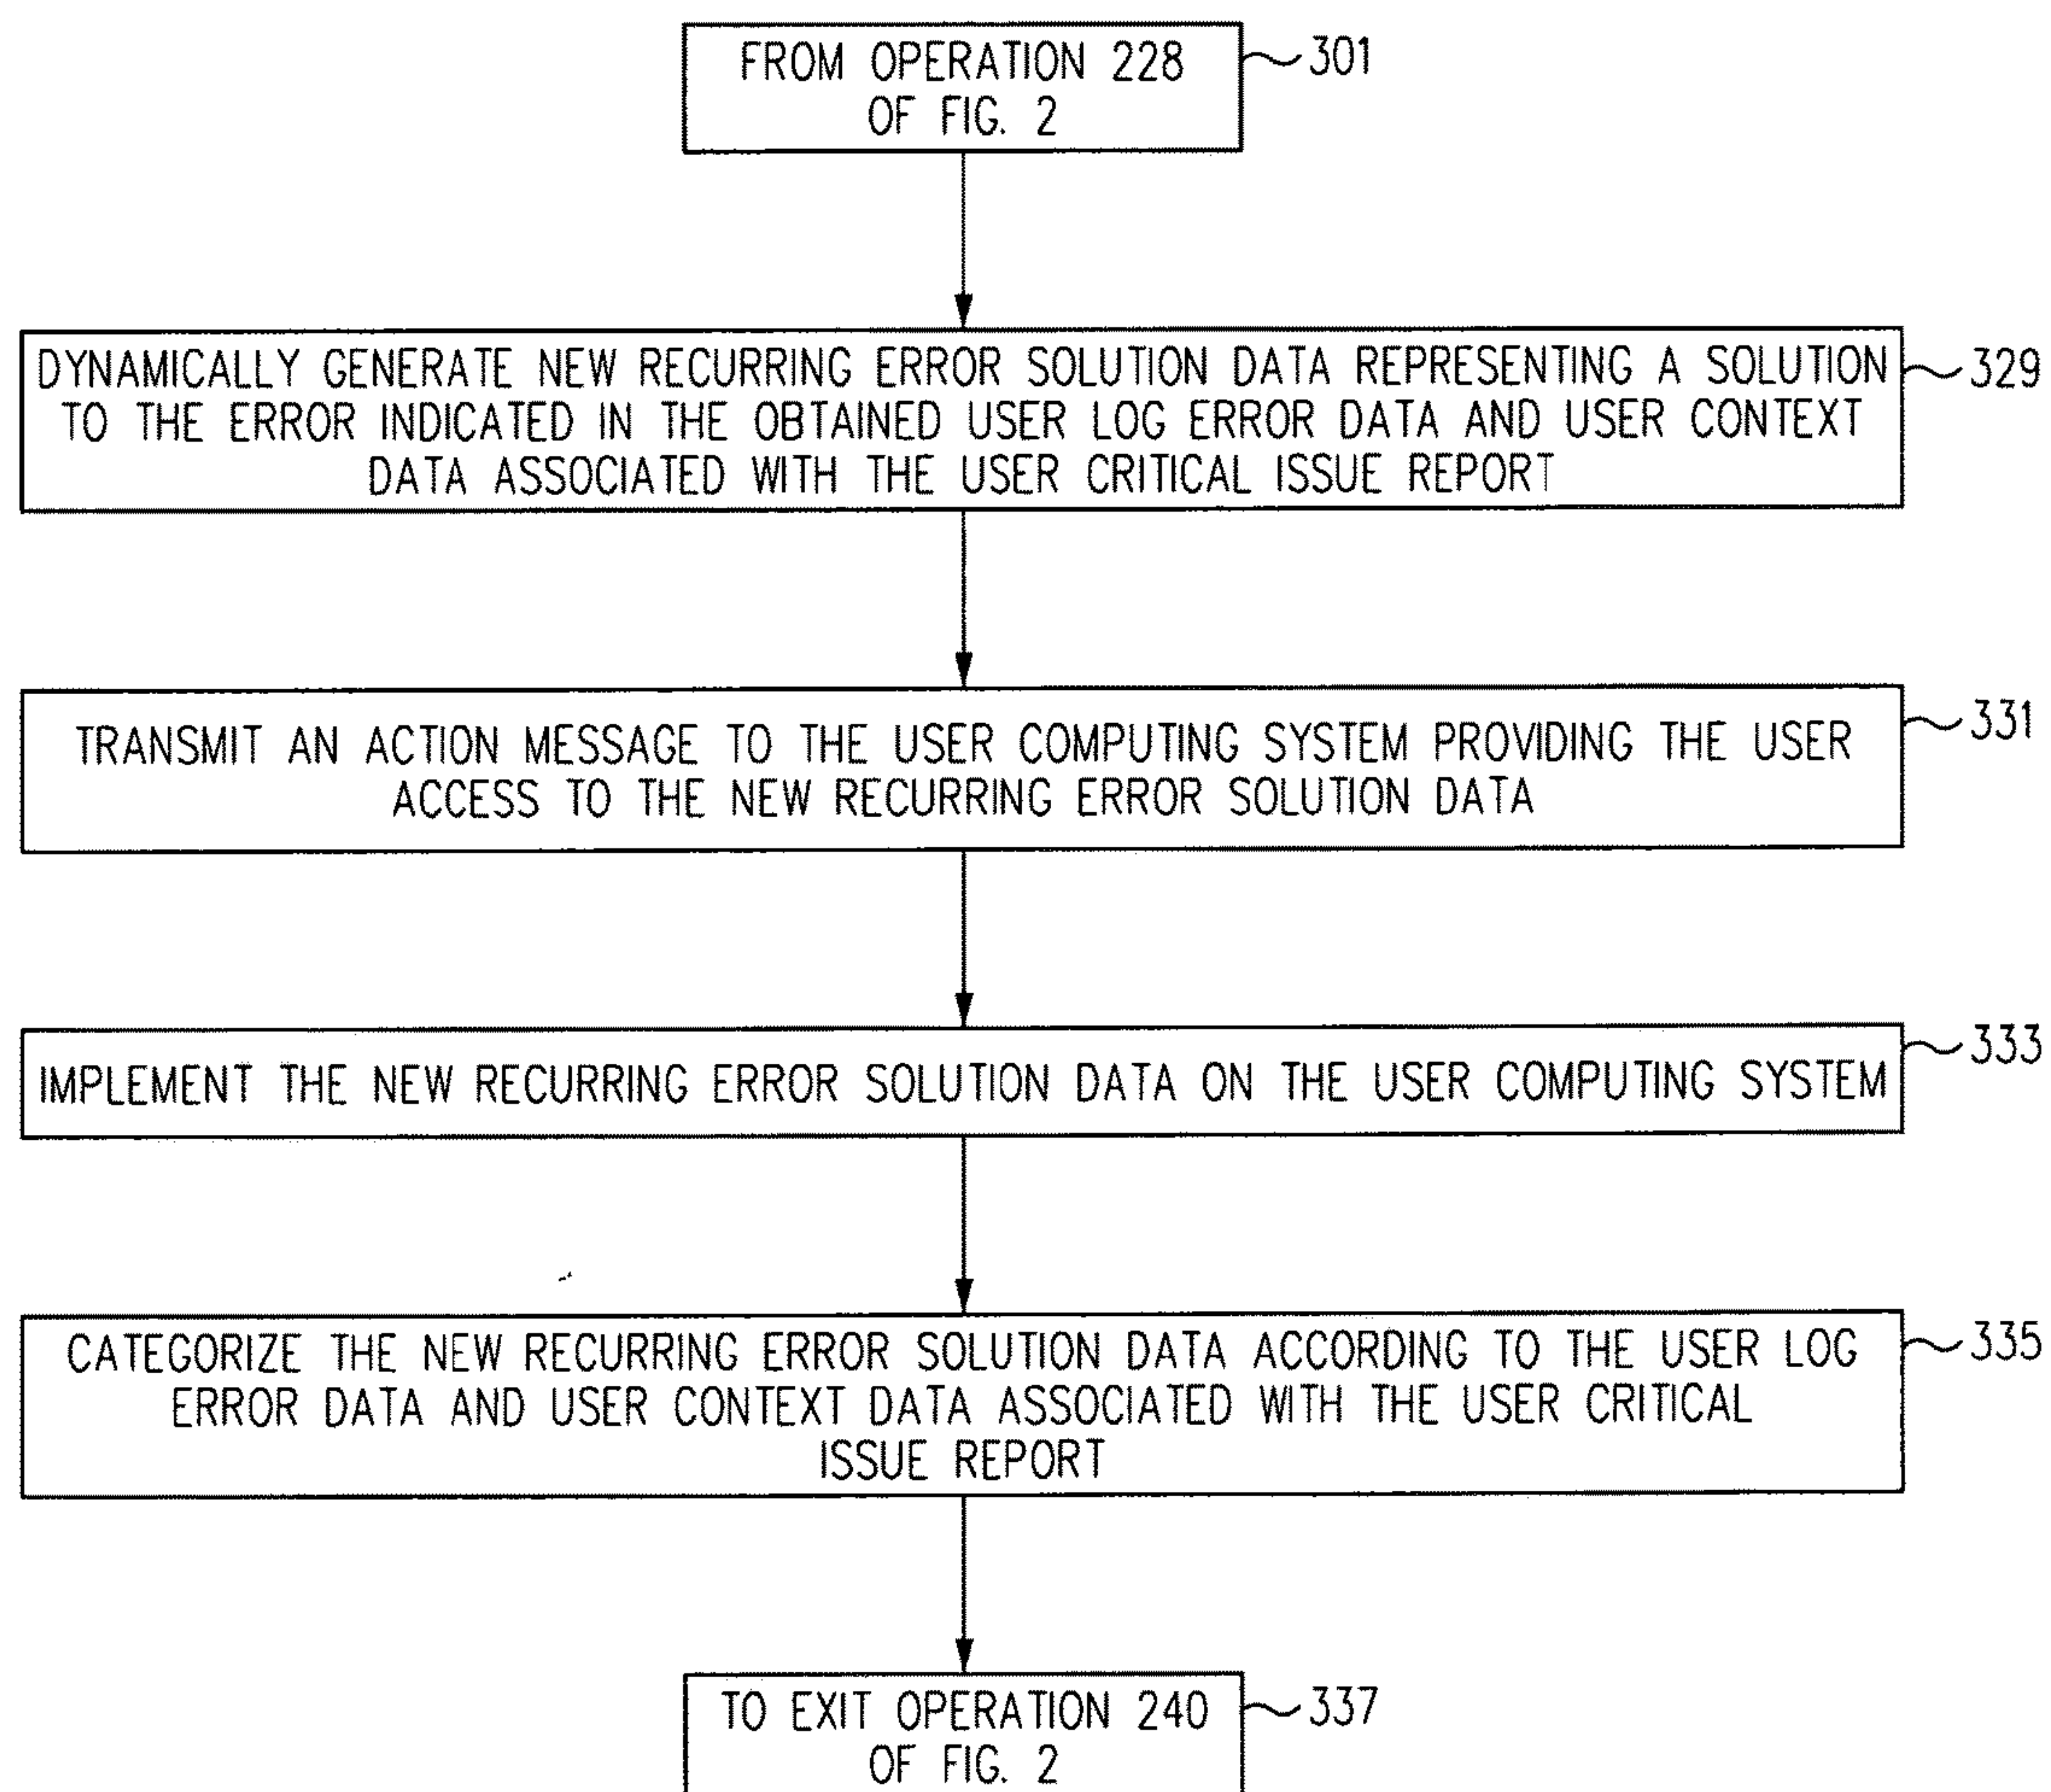 FROM OPERATION 228
OF FIG. 2
301
DYNAMICALLY GENERATE NEW RECURRING ERROR SOLUTION DATA REPRESENTING A SOLUTION
TO THE ERROR INDICATED IN THE OBTAINED USER LOG ERROR DATA AND USER CONTEXT
DATA ASSOCIATED WITH THE USER CRITICAL ISSUE REPORT
329
TRANSMIT AN ACTION MESSAGE TO THE USER COMPUTING SYSTEM PROVIDING THE USER
ACCESS TO THE NEW RECURRING ERROR SOLUTION DATA
331
IMPLEMENT THE NEW RECURRING ERROR SOLUTION DATA ON THE USER COMPUTING SYSTEM
333
CATEGORIZE THE NEW RECURRING ERROR SOLUTION DATA ACCORDING TO THE USER LOG
ERROR DATA AND USER CONTEXT DATA ASSOCIATED WITH THE USER CRITICAL
ISSUE REPORT
335
TO EXIT OPERATION 240
OF FIG. 2
337